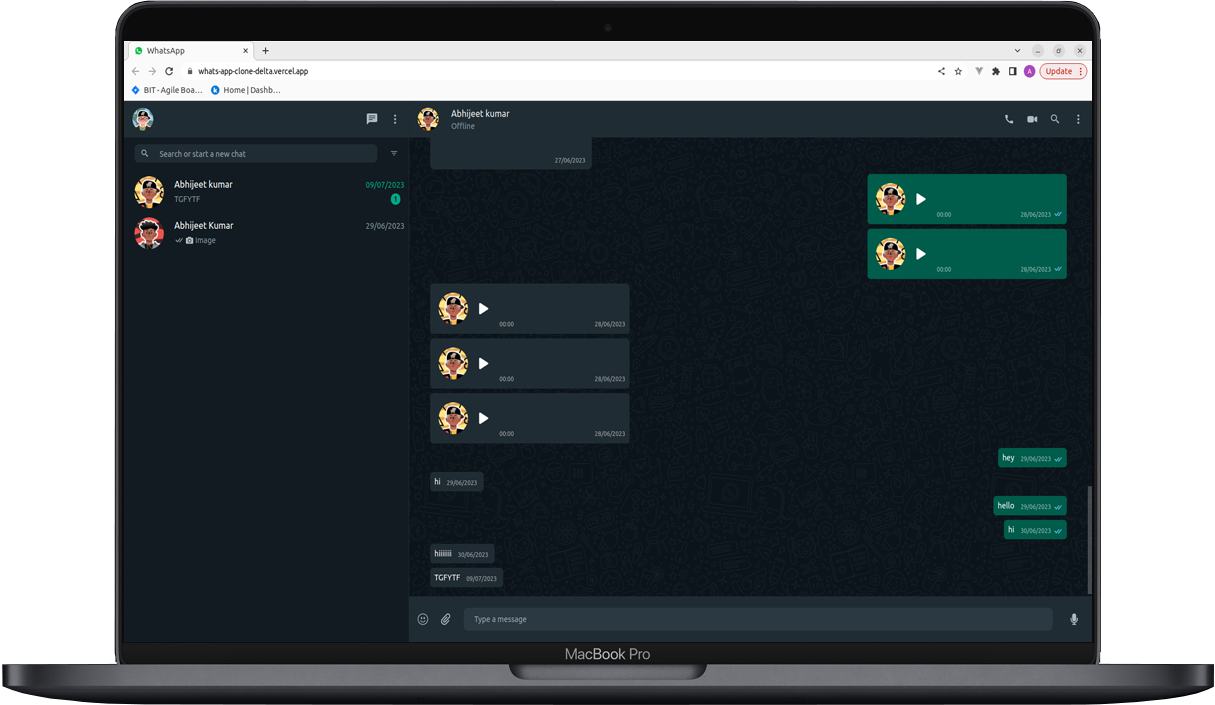 WhatsApp
whats-app-clone-delta.vercel.app
A
Update
BIT - Agile Boa...
Home | Dashb...
Abhijeet kumar
Offline
Search or start a new chat
Abhijeet kumar
09/07/2023
TGFYTF
1
Abhijeet Kumar
29/06/2023
Image
27/06/2023
00:00
28/06/2023
00:00
28/06/2023
00:00
28/06/2023
00:00
28/06/2023
00:00
28/06/2023
hey 29/06/2023
hi 29/06/2023
hello 29/06/2023
hi 30/06/2023
hiiiiiii 30/06/2023
TGFYTF 09/07/2023
Type a message
MacBook Pro